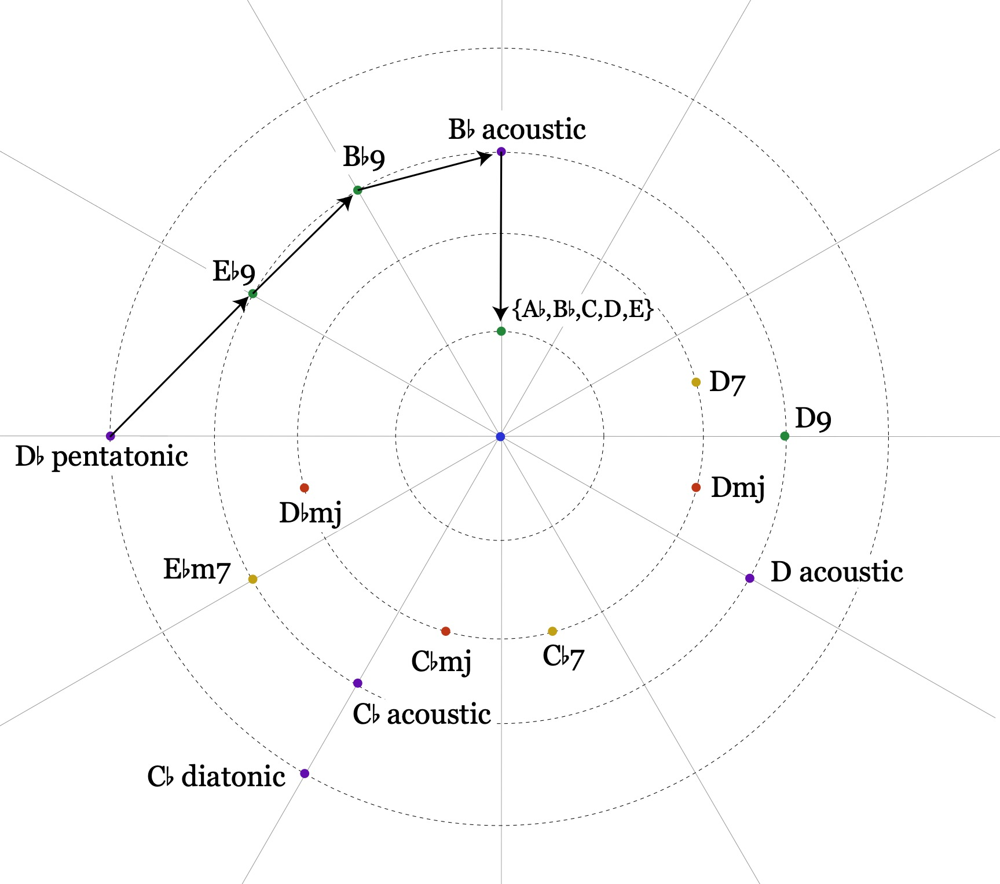 B♭ acoustic
B♭9
E♭9
{A♭,B♭,C,D,E}
D7
D9
D♭ pentatonic
Dmj
D♭mj
E♭m7
D acoustic
C♭mj
C♭7
C♭ acoustic
C♭ diatonic